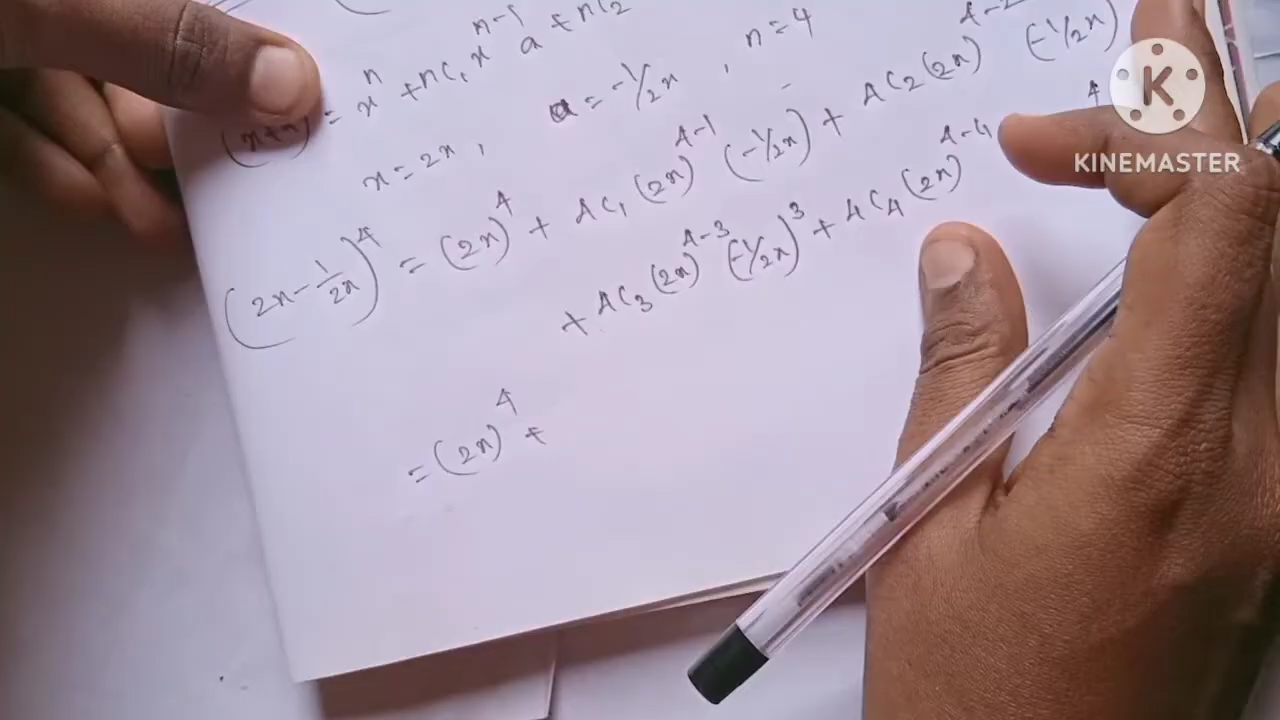 (x+a) = x^n + nC₁ x^{n-1} a + nC₂
x = 2x, a = -1/2x, n = 4
(2x - 1/2x)^4 = (2x)^4 + 4C₁ (2x)^{4-1} (-1/2x) + 4C₂ (2x)^{4-2} (-1/2x)
+ 4C₃ (2x)^{4-3} (-1/2x)^3 + 4C₄ (2x)^{4-4}
= (2x)^4 +
K
KINEMASTER